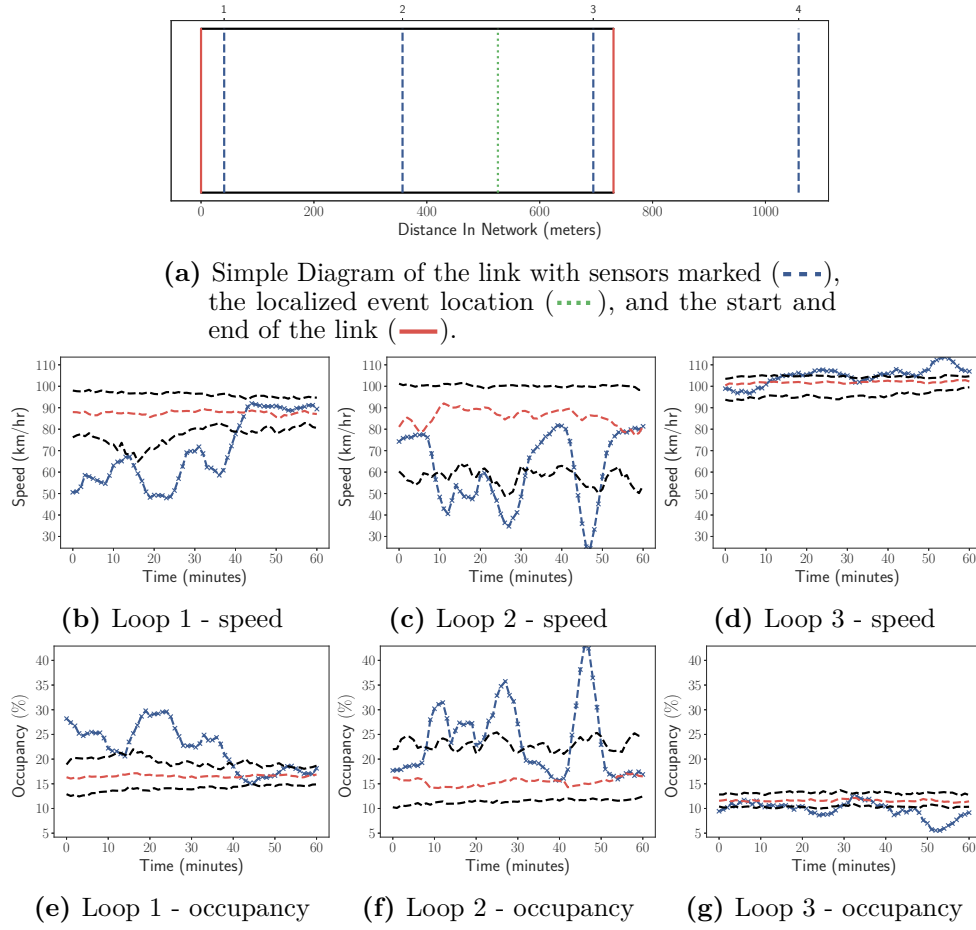 1 2 3 4
0 200 400 600 800 1000
Distance In Network (meters)
(a) Simple Diagram of the link with sensors marked (---),
the localized event location (·····), and the start and
end of the link (—).
110
100
90
80
70
60
50
40
30
Speed (km/hr)
0 10 20 30 40 50 60
Time (minutes)
(b) Loop 1 - speed
110
100
90
80
70
60
50
40
30
Speed (km/hr)
0 10 20 30 40 50 60
Time (minutes)
(c) Loop 2 - speed
110
100
90
80
70
60
50
40
30
Speed (km/hr)
0 10 20 30 40 50 60
Time (minutes)
(d) Loop 3 - speed
40
35
30
25
20
15
10
5
Occupancy (%)
0 10 20 30 40 50 60
Time (minutes)
(e) Loop 1 - occupancy
40
35
30
25
20
15
10
5
Occupancy (%)
0 10 20 30 40 50 60
Time (minutes)
(f) Loop 2 - occupancy
40
35
30
25
20
15
10
5
Occupancy (%)
0 10 20 30 40 50 60
Time (minutes)
(g) Loop 3 - occupancy